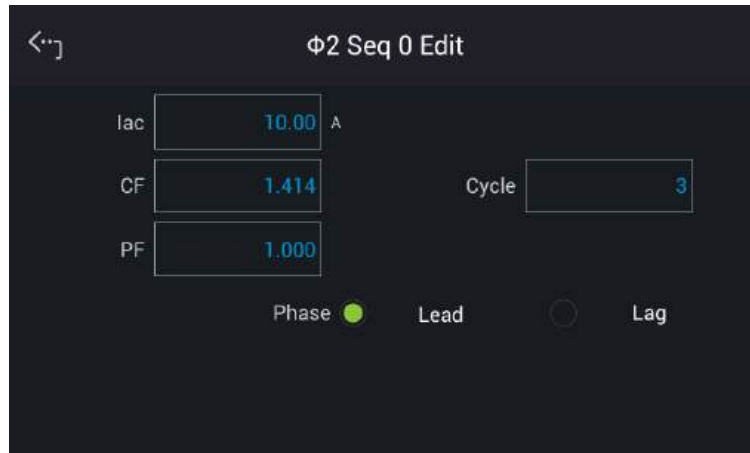 Φ2 Seq 0 Edit
Iac 10.00 A
CF 1.414 Cycle 3
PF 1.000
Phase Lead Lag